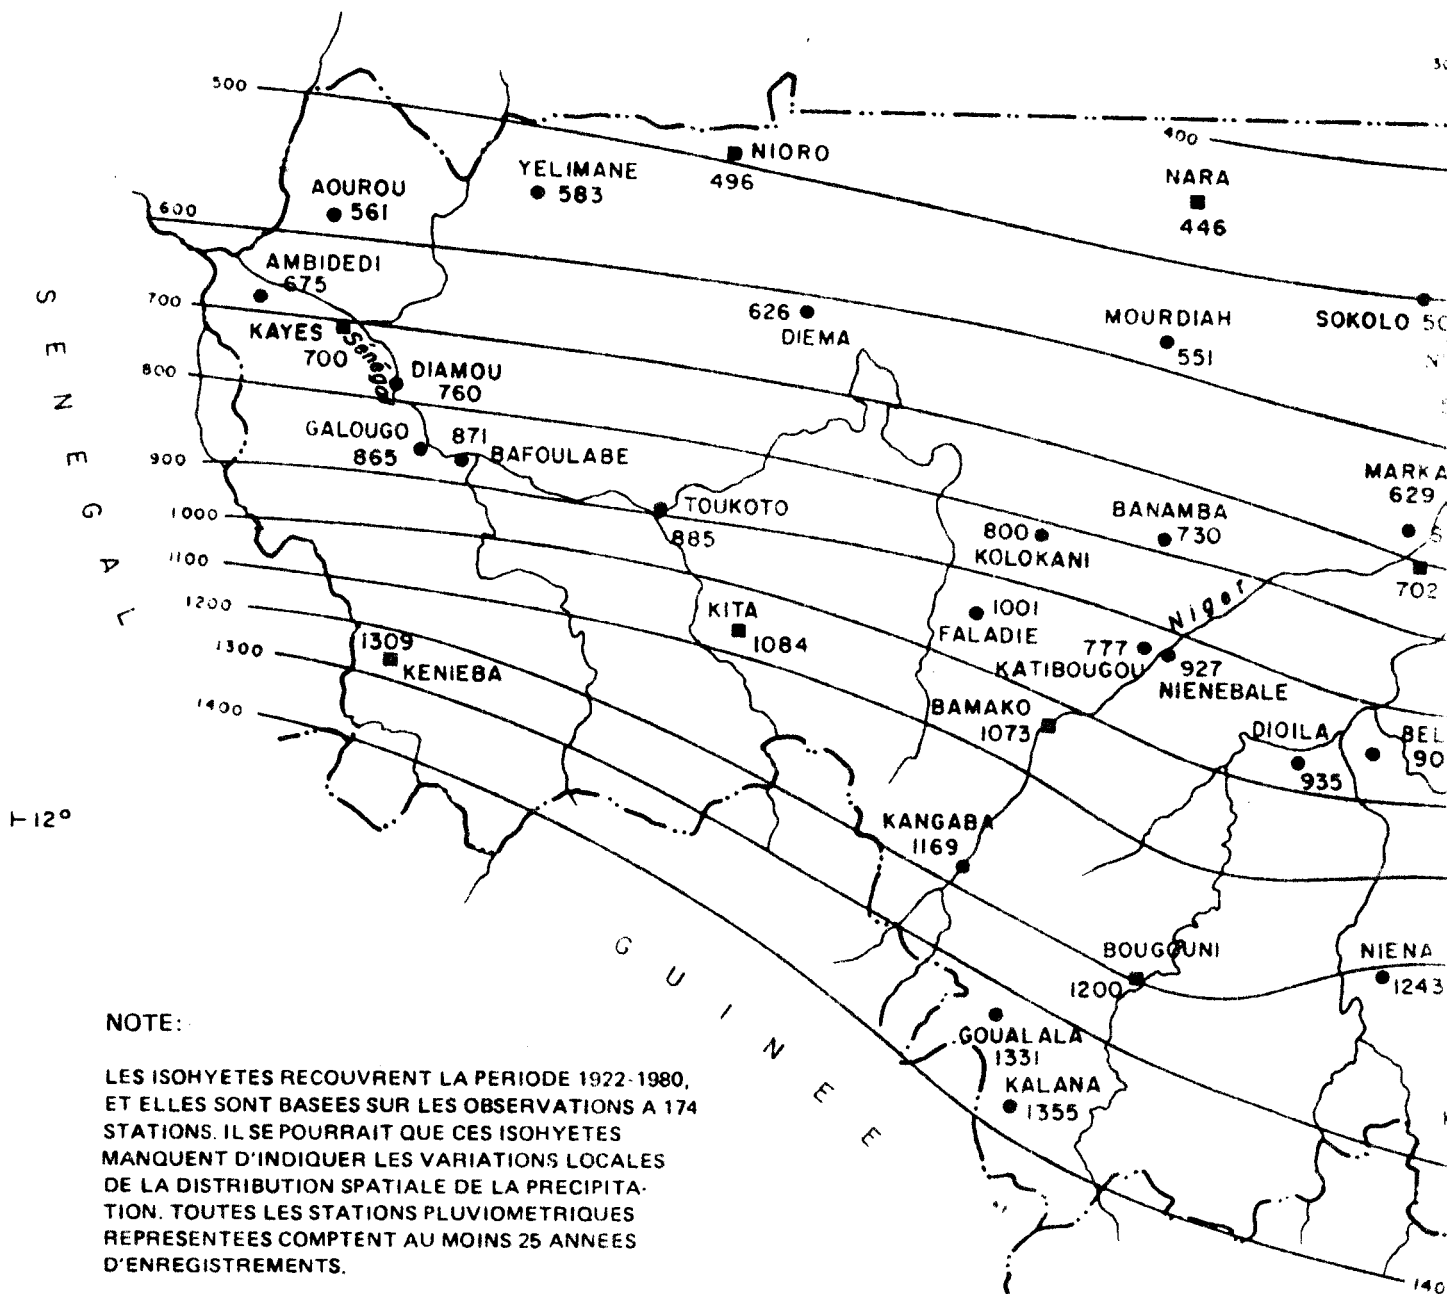 500
400
NIORO
496
YELIMANE
583
NARA
446
AOUROU
561
600
AMBIDEDI
675
700
KAYES
700
Sénégal
626
DIEMA
MOURDIAH
551
SOKOLO
800
DIAMOU
760
GALOUGO
865
871
BAFOULABE
900
MARKA
629
TOUKOTO
885
1000
800
KOLOKANI
BANAMBA
730
702
1100
1200
KITA
1084
1001
FALADIE
Niger
777
KATIBOUGOU
927
NIENEBALE
1300
1309
KENIEBA
1400
BAMAKO
1073
DIOILA
935
BEL
90
SENEGAL
12°
KANGABA
1169
BOUGOUNI
1200
NIENA
1243
GUINEE
GOUALALA
1331
KALANA
1355
140
NOTE:
LES ISOHYETES RECOUVRENT LA PERIODE 1922-1980,
ET ELLES SONT BASEES SUR LES OBSERVATIONS A 174
STATIONS. IL SE POURRAIT QUE CES ISOHYETES
MANQUENT D'INDIQUER LES VARIATIONS LOCALES
DE LA DISTRIBUTION SPATIALE DE LA PRECIPITA-
TION. TOUTES LES STATIONS PLUVIOMETRIQUES
REPRESENTEES COMPTENT AU MOINS 25 ANNEES
D'ENREGISTREMENTS.